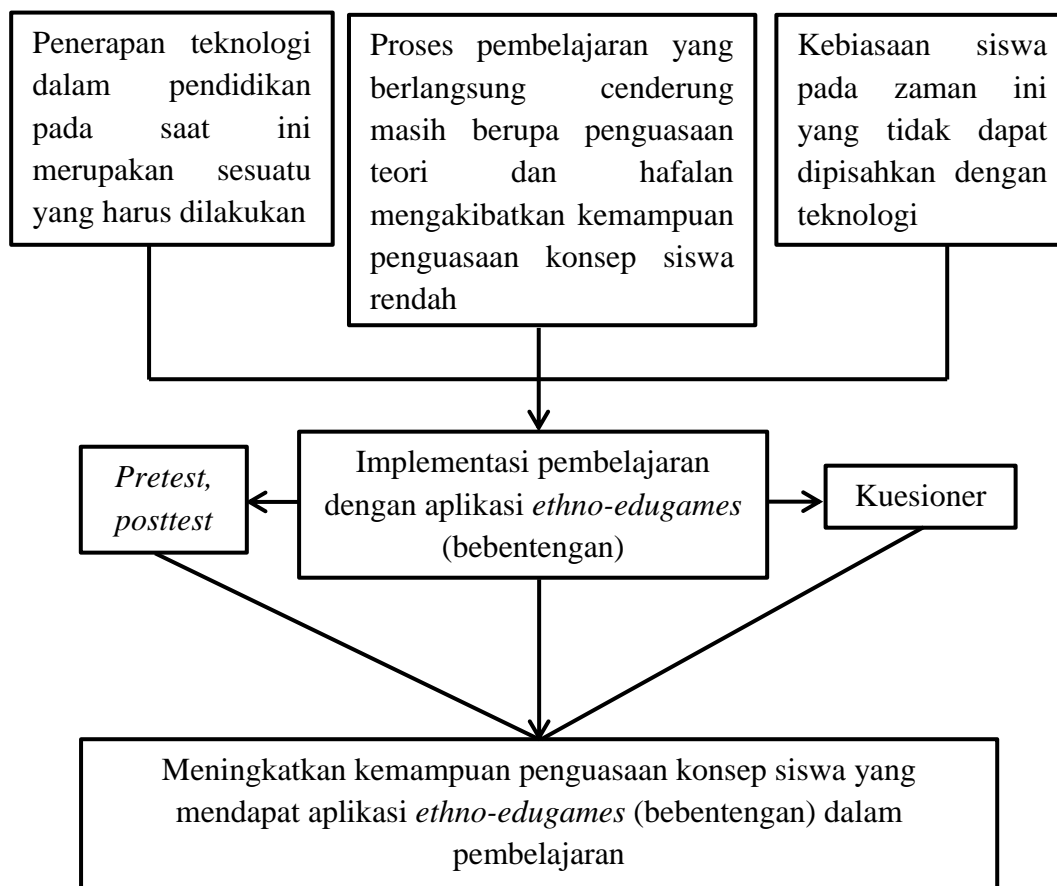 Penerapan teknologi
dalam pendidikan
pada saat ini
merupakan sesuatu
yang harus dilakukan
Proses pembelajaran yang
berlangsung cenderung
masih berupa penguasaan
teori dan hafalan
mengakibatkan kemampuan
penguasaan konsep siswa
rendah
Kebiasaan siswa
pada zaman ini
yang tidak dapat
dipisahkan dengan
teknologi
Pretest,
posttest
Implementasi pembelajaran
dengan aplikasi ethno-edugames
(bebentengan)
Kuesioner
Meningkatkan kemampuan penguasaan konsep siswa yang
mendapat aplikasi ethno-edugames (bebentengan) dalam
pembelajaran